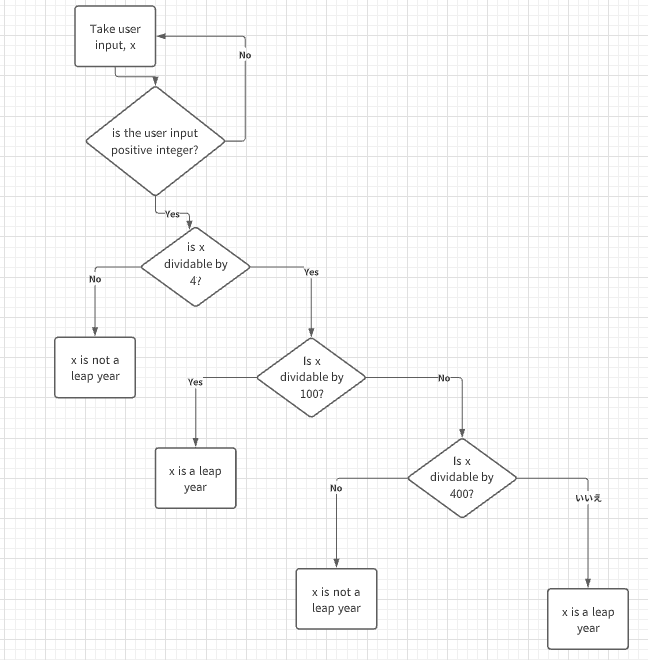 Take user
input, x
No
is the user input
positive integer?
Yes
is x
dividable by
4?
No
Yes
x is not a
leap year
Is x
dividable by
100?
Yes
No
x is a leap
year
Is x
dividable by
400?
No
いいえ
x is not a
leap year
x is a leap
year